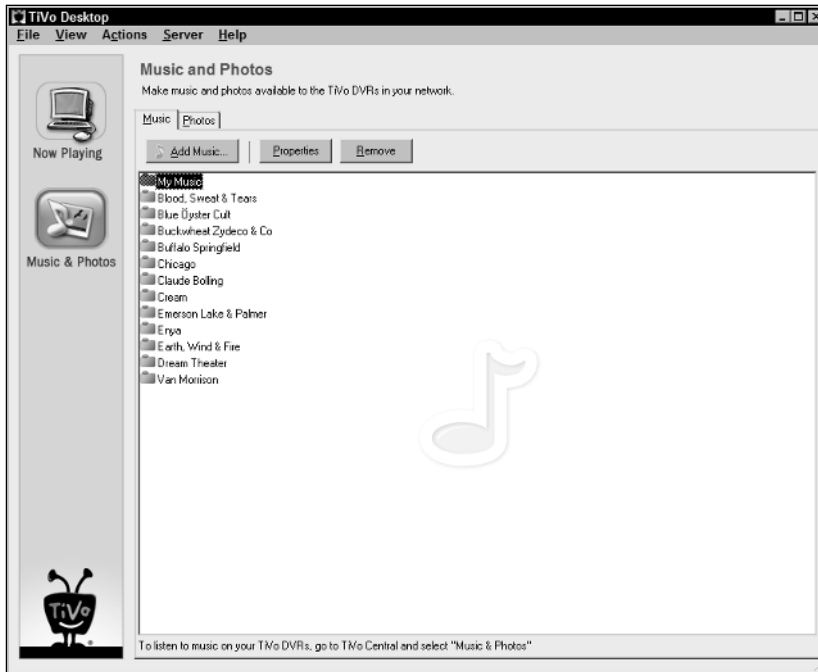 TiVo Desktop
File View Actions Server Help
Music and Photos
Make music and photos available to the TiVo DVRs in your network.
Music Photos
Add Music... Properties Remove
Now Playing
Music & Photos
My Music
Blood, Sweat & Tears
Blue Öyster Cult
Buckwheat Zydeco & Co
Buffalo Springfield
Chicago
Claude Bolling
Cream
Emerson Lake & Palmer
Enya
Earth, Wind & Fire
Dream Theater
Van Morrison
TiVo
To listen to music on your TiVo DVRs, go to TiVo Central and select "Music & Photos"